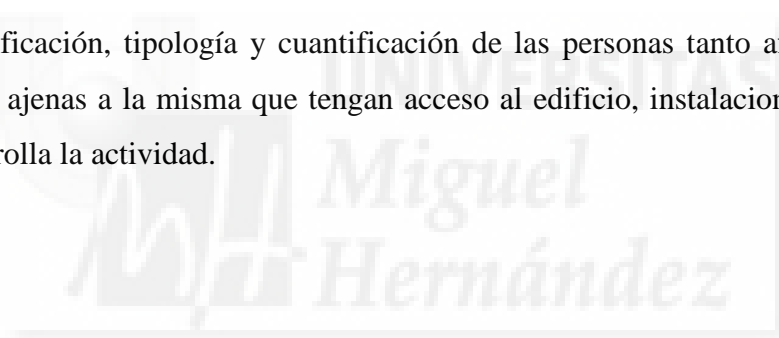 ficación, tipología y cuantificación de las personas tanto a
ajenas a la misma que tengan acceso al edificio, instalacion
rolla la actividad.
UNIVERSITAS
Miguel
Hernández